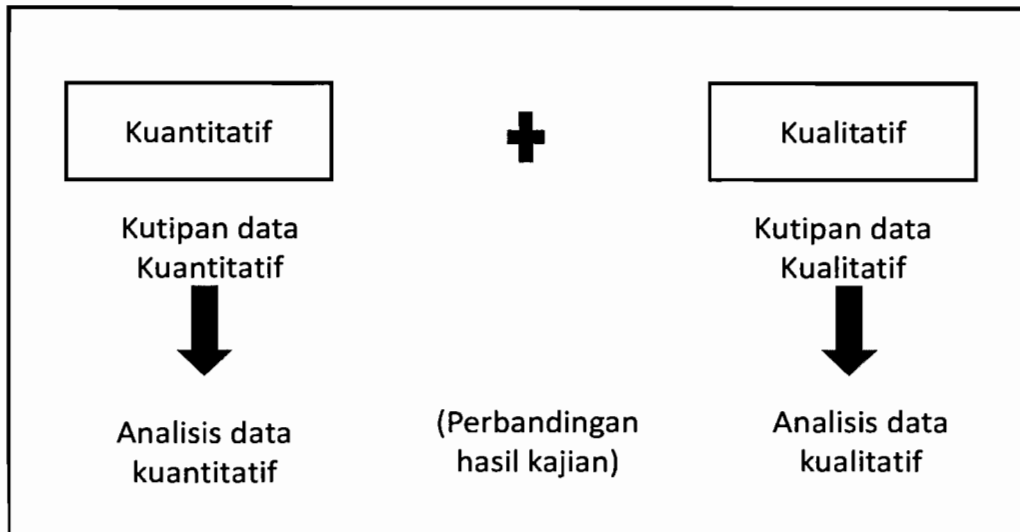 Kuantitatif
Kualitatif
Kutipan data
Kuantitatif
Kutipan data
Kualitatif
Analisis data
kuantitatif
(Perbandingan
hasil kajian)
Analisis data
kualitatif